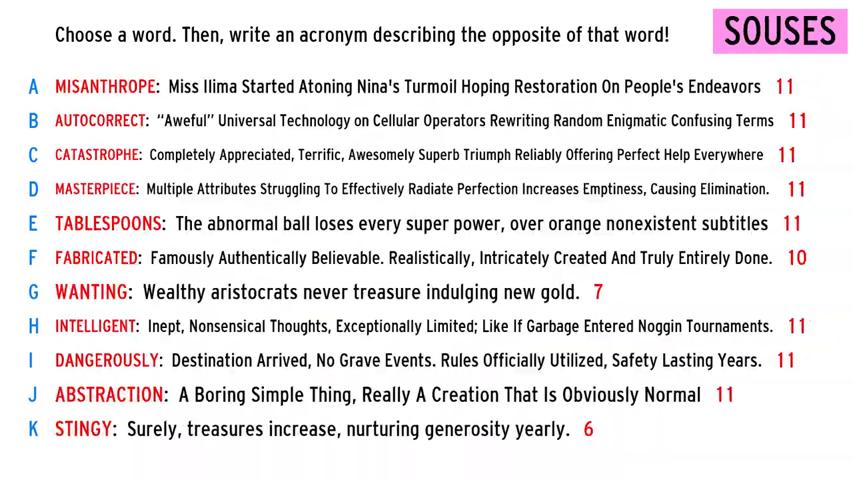 Choose a word. Then, write an acronym describing the opposite of that word!
SOUSES
A MISANTHROPE: Miss Ilima Started Atoning Nina's Turmoil Hoping Restoration On People's Endeavors 11
B AUTOCORRECT: “Aweful” Universal Technology on Cellular Operators Rewriting Random Enigmatic Confusing Terms 11
C CATASTROPHE: Completely Appreciated, Terrific, Awesomely Superb Triumph Reliably Offering Perfect Help Everywhere 11
D MASTERPIECE: Multiple Attributes Struggling To Effectively Radiate Perfection Increases Emptiness, Causing Elimination. 11
E TABLESPOONS: The abnormal ball loses every super power, over orange nonexistent subtitles 11
F FABRICATED: Famously Authentically Believable. Realistically, Intricately Created And Truly Entirely Done. 10
G WANTING: Wealthy aristocrats never treasure indulging new gold. 7
H INTELLIGENT: Inept, Nonsensical Thoughts, Exceptionally Limited; Like If Garbage Entered Noggin Tournaments. 11
I DANGEROUSLY: Destination Arrived, No Grave Events. Rules Officially Utilized, Safety Lasting Years. 11
J ABSTRACTION: A Boring Simple Thing, Really A Creation That Is Obviously Normal 11
K STINGY: Surely, treasures increase, nurturing generosity yearly. 6